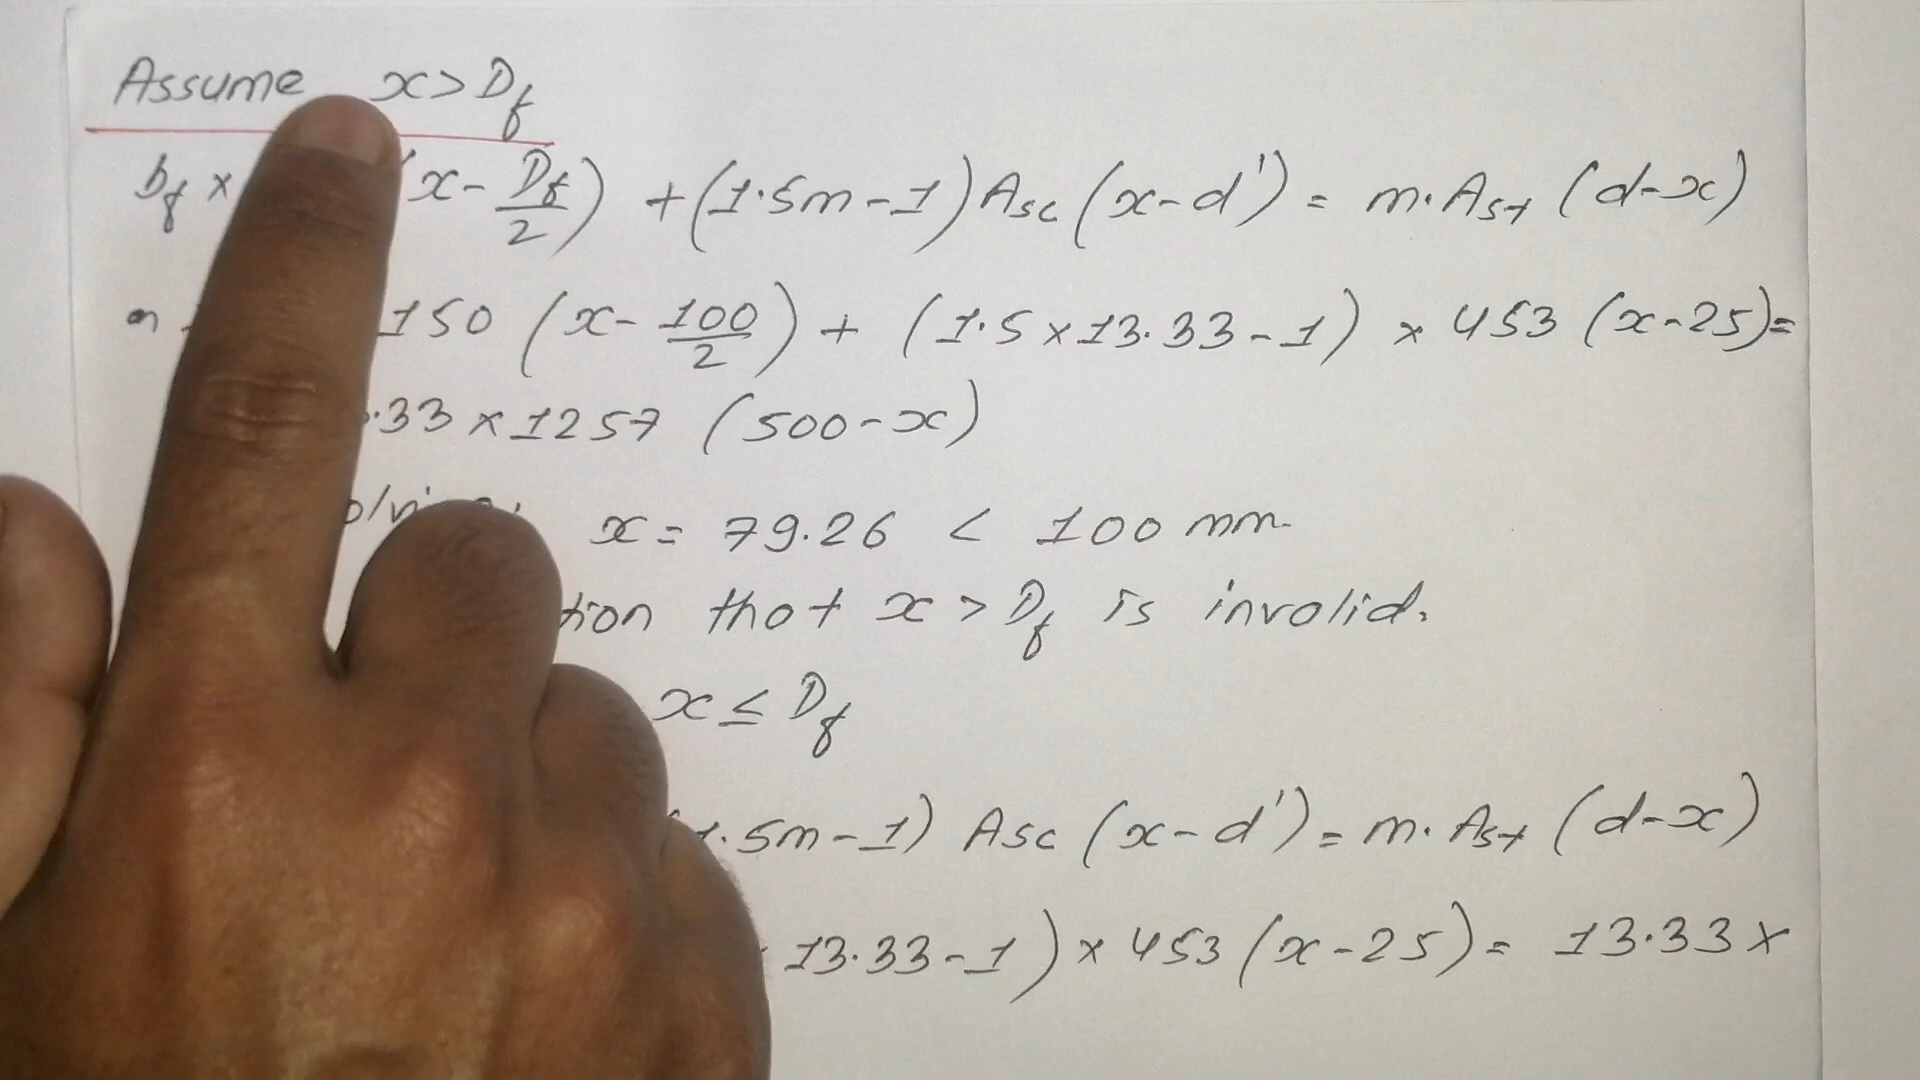 Assume x > Df
bf × (x - Df/2) + (1.5m - 1) Asc (x - d') = m. Ast (d - x)
150 (x - 100/2) + (1.5 × 13.33 - 1) × 453 (x - 25) =
.33 × 1257 (500 - x)
x = 79.26 < 100 mm.
that x > Df is invalid.
x ≤ Df
1.5m - 1) Asc (x - d') = m. Ast (d - x)
13.33 - 1) × 453 (x - 25) = 13.33 ×